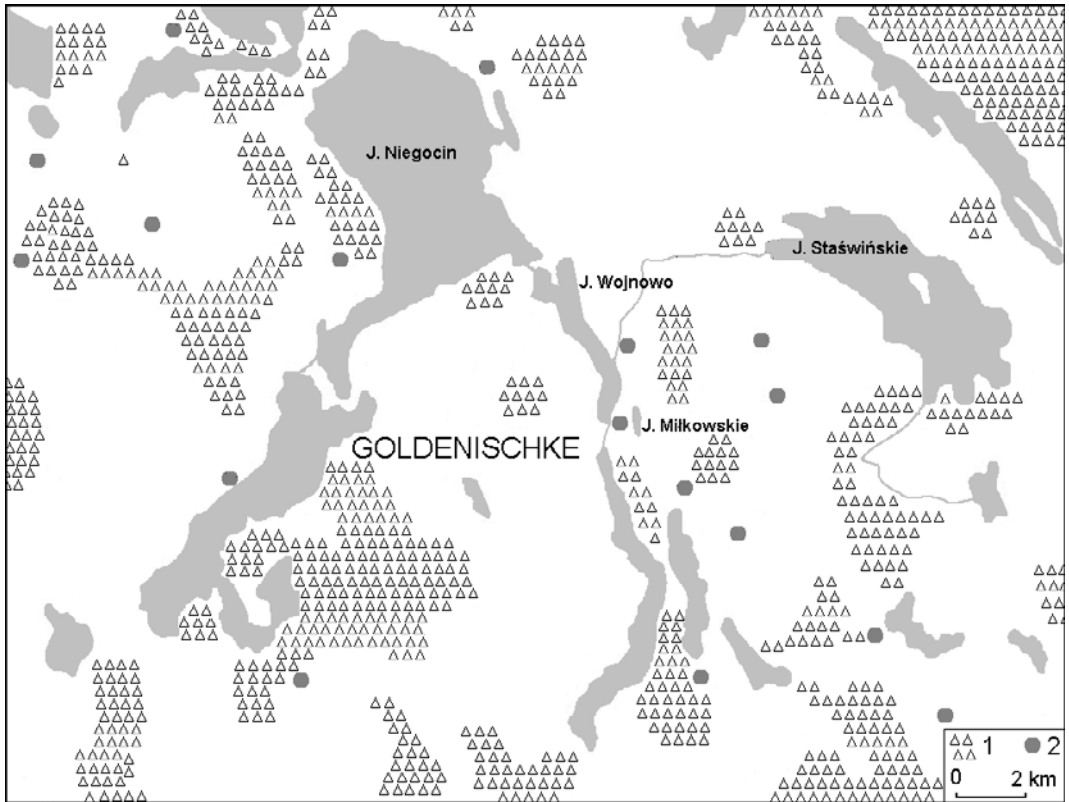 J. Niegocin
J. Staświńskie
J. Wojnowo
J. Miłkowskie
GOLDENISCHKE
1 2
0 2 km